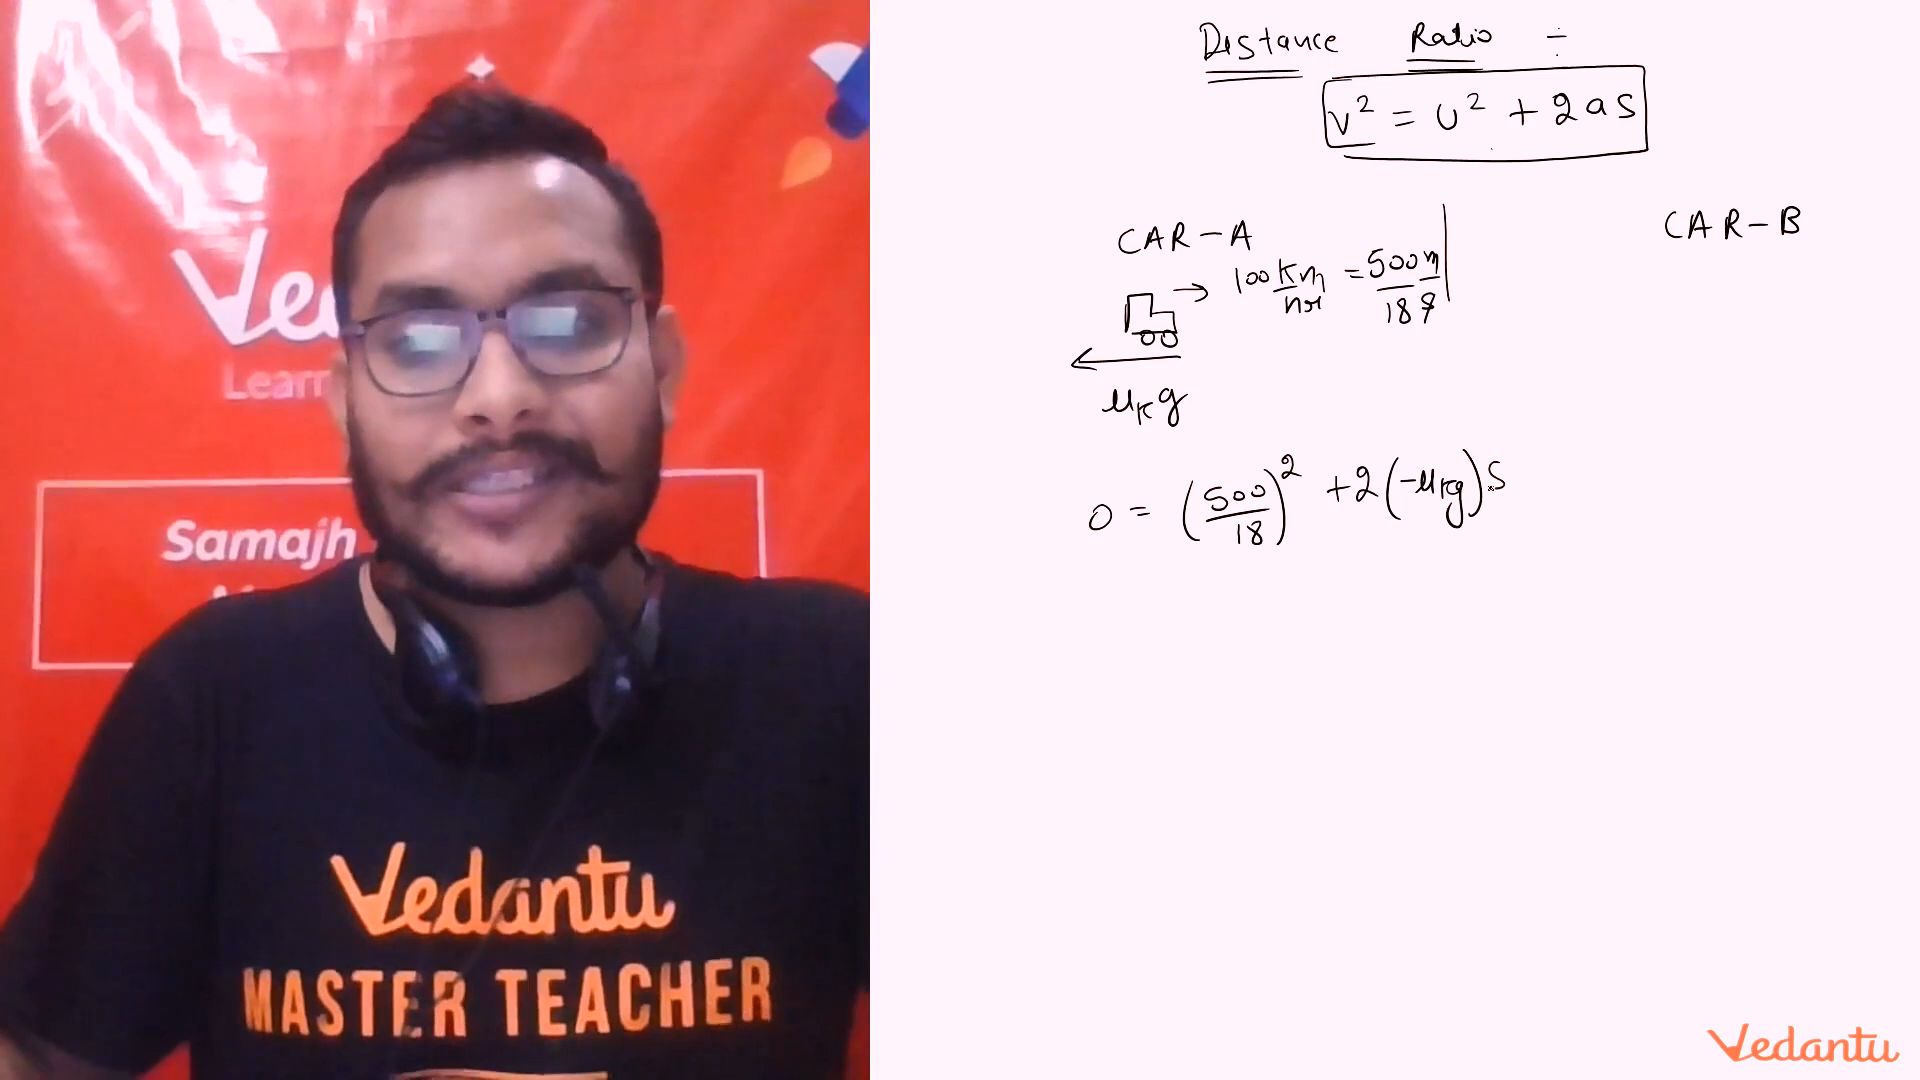 Distance Ratio ÷
v² = u² + 2as
CAR-A
CAR-B
→ 100 km/hr = 500/18 m/s
μₖg
0 = (500/18)² + 2(-μₖg).s
Ve
Learn
Samajh
Vedantu
MASTER TEACHER
Vedantu